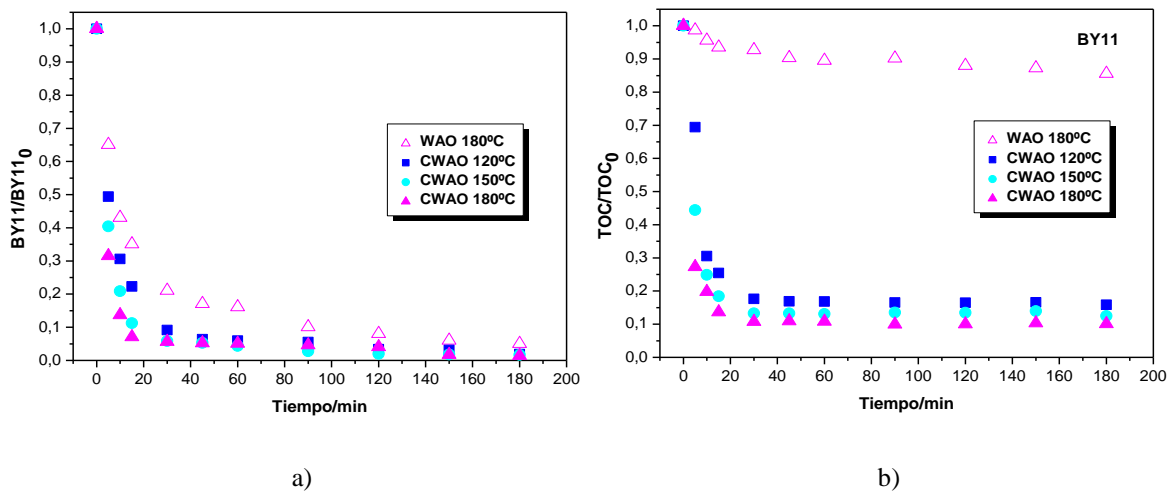 1,0
0,9
0,8
0,7
0,6
0,5
0,4
0,3
0,2
0,1
0,0
BY11/BY11₀
WAO 180ºC
CWAO 120ºC
CWAO 150ºC
CWAO 180ºC
0 20 40 60 80 100 120 140 160 180 200
Tiempo/min
a)
BY11
1,0
0,9
0,8
0,7
0,6
0,5
0,4
0,3
0,2
0,1
0,0
TOC/TOC₀
WAO 180ºC
CWAO 120ºC
CWAO 150ºC
CWAO 180ºC
0 20 40 60 80 100 120 140 160 180 200
Tiempo/min
b)